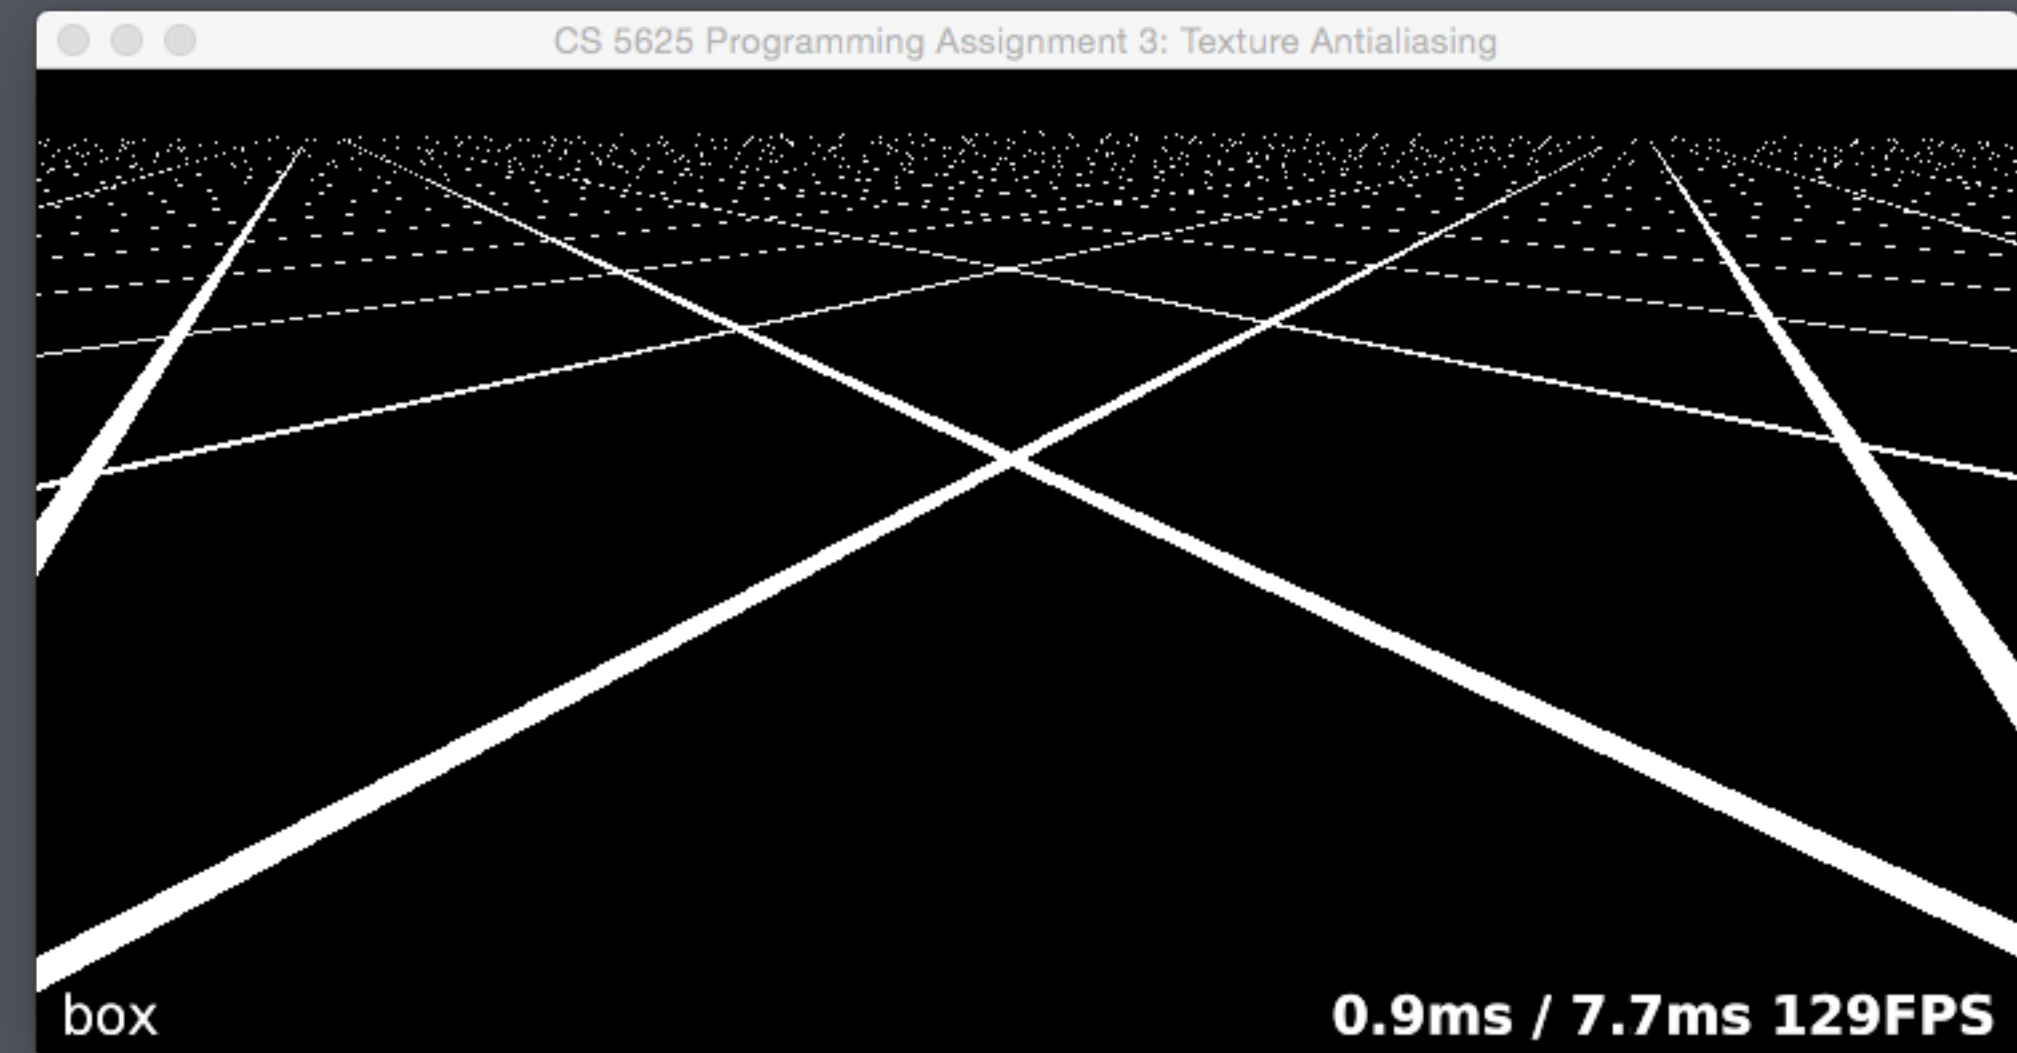 CS 5625 Programming Assignment 3: Texture Antialiasing
box
0.9ms / 7.7ms 129FPS